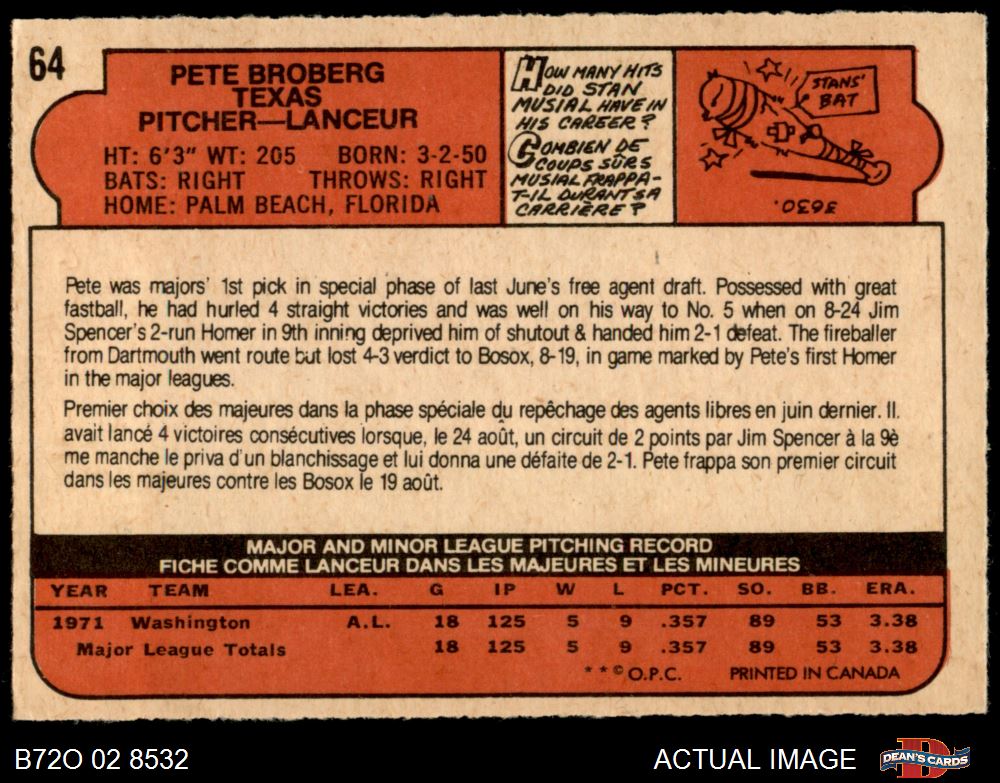 64
PETE BROBERG
TEXAS
PITCHER—LANCEUR
HT: 6'3" WT: 205 BORN: 3-2-50
BATS: RIGHT THROWS: RIGHT
HOME: PALM BEACH, FLORIDA
HOW MANY HITS
DID STAN
MUSIAL HAVE IN
HIS CAREER?
COMBIEN DE
COUPS SÛRS
MUSIAL FRAPPA-
T-IL DURANT SA
CARRIÈRE?
STANS'
BAT
3630.
Pete was majors' 1st pick in special phase of last June's free agent draft. Possessed with great
fastball, he had hurled 4 straight victories and was well on his way to No. 5 when on 8-24 Jim
Spencer's 2-run Homer in 9th inning deprived him of shutout & handed him 2-1 defeat. The fireballer
from Dartmouth went route but lost 4-3 verdict to Bosox, 8-19, in game marked by Pete's first Homer
in the major leagues.
Premier choix des majeures dans la phase spéciale du repêchage des agents libres en juin dernier. Il.
avait lancé 4 victoires consécutives lorsque, le 24 août, un circuit de 2 points par Jim Spencer à la 9è
me manche le priva d'un blanchissage et lui donna une défaite de 2-1. Pete frappa son premier circuit
dans les majeures contre les Bosox le 19 août.
MAJOR AND MINOR LEAGUE PITCHING RECORD
FICHE COMME LANCEUR DANS LES MAJEURES ET LES MINEURES
YEAR TEAM LEA. G IP W L PCT. SO. BB. ERA.
1971 Washington A.L. 18 125 5 9 .357 89 53 3.38
Major League Totals 18 125 5 9 .357 89 53 3.38
* * © O.P.C. PRINTED IN CANADA
B72O 02 8532
ACTUAL IMAGE
DEAN'S CARDS